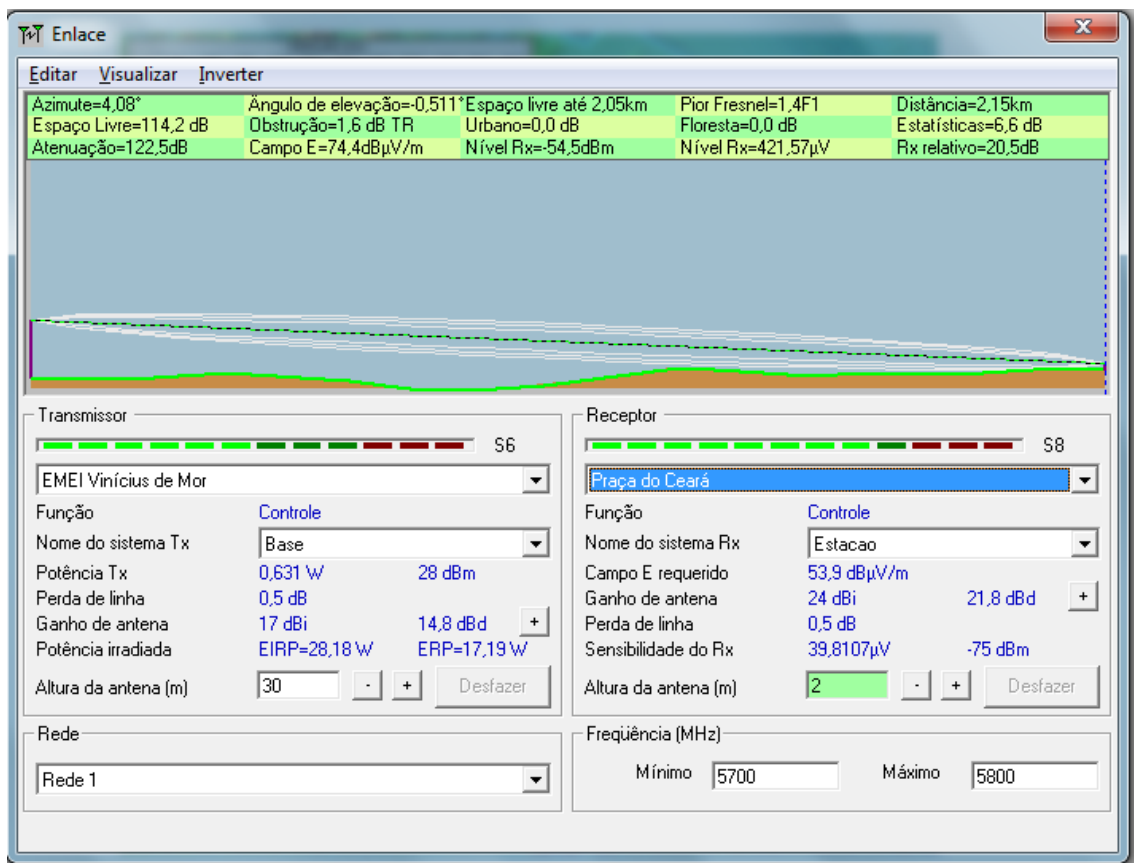 Enlace
Editar Visualizar Inverter
Azimute=4,08° Ângulo de elevação=-0,511° Espaço livre até 2,05km Pior Fresnel=1,4F1 Distância=2,15km
Espaço Livre=114,2 dB Obstrução=1,6 dB TR Urbano=0,0 dB Floresta=0,0 dB Estatísticas=6,6 dB
Atenuação=122,5dB Campo E=74,4dBµV/m Nível Rx=-54,5dBm Nível Rx=421,57µV Rx relativo=20,5dB
Transmissor
S6
EMEI Vinícius de Mor
Função Controle
Nome do sistema Tx Base
Potência Tx 0,631 W 28 dBm
Perda de linha 0,5 dB
Ganho de antena 17 dBi 14,8 dBd +
Potência irradiada EIRP=28,18 W ERP=17,19 W
Altura da antena (m) 30 - + Desfazer
Receptor
S8
Praça do Ceará
Função Controle
Nome do sistema Rx Estacao
Campo E requerido 53,9 dBµV/m
Ganho de antena 24 dBi 21,8 dBd +
Perda de linha 0,5 dB
Sensibilidade do Rx 39,8107µV -75 dBm
Altura da antena (m) 2 - + Desfazer
Rede
Rede 1
Freqüência (MHz)
Mínimo 5700 Máximo 5800